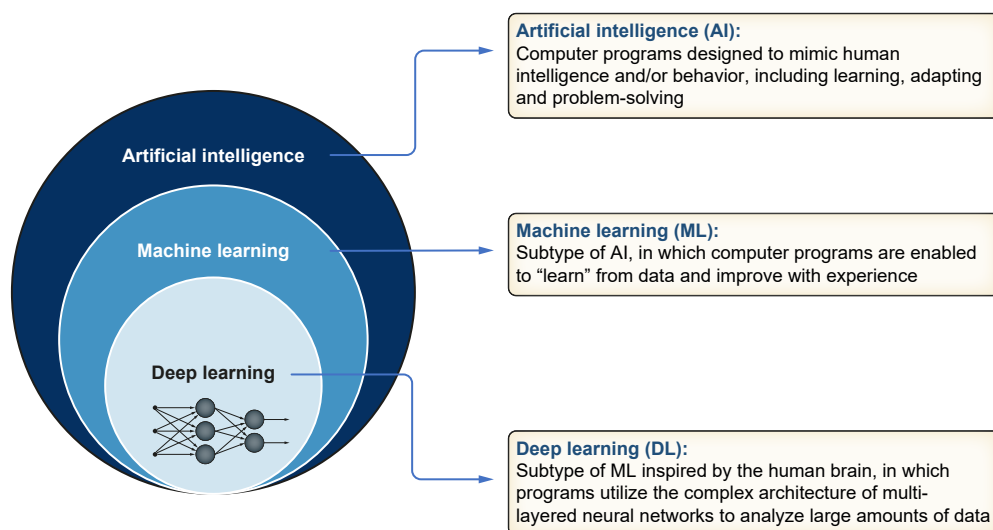 Artificial intelligence (AI):
Computer programs designed to mimic human
intelligence and/or behavior, including learning, adapting
and problem-solving
Artificial intelligence
Machine learning (ML):
Subtype of AI, in which computer programs are enabled
to “learn” from data and improve with experience
Machine learning
Deep learning
Deep learning (DL):
Subtype of ML inspired by the human brain, in which
programs utilize the complex architecture of multi-
layered neural networks to analyze large amounts of data